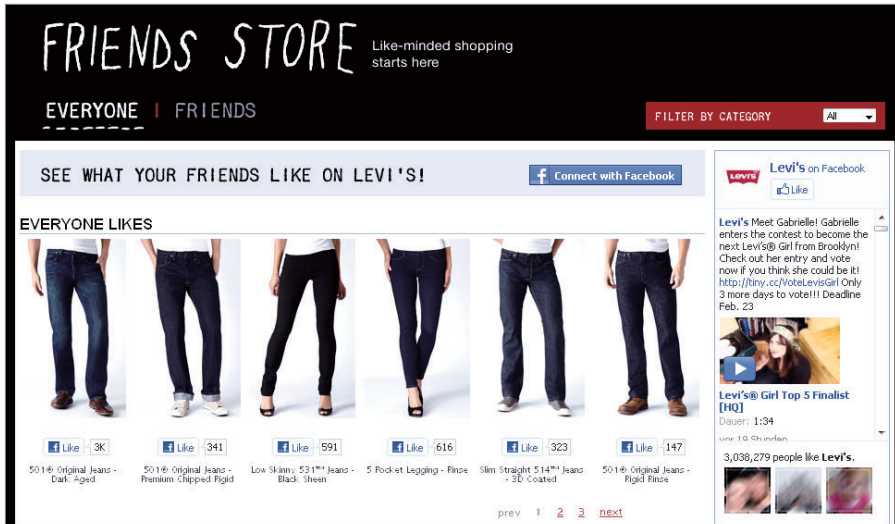 FRIENDS STORE
Like-minded shopping
starts here
EVERYONE | FRIENDS
FILTER BY CATEGORY
All
SEE WHAT YOUR FRIENDS LIKE ON LEVI'S!
Connect with Facebook
EVERYONE LIKES
Like 3K
501® Original Jeans -
Dark Aged
Like 341
501® Original Jeans -
Premium Chipped Rigid
Like 591
Low Skinny 531™ Jeans -
Black Sheen
Like 616
5 Pocket Legging - Rinse
Like 323
Slim Straight 514™ Jeans
- 3D Coated
Like 147
501® Original Jeans -
Rigid Rinse
prev 1 2 3 next
LEVI'S
Levi's on Facebook
Like
Levi's Meet Gabrielle! Gabrielle
enters the contest to become the
next Levi's® Girl from Brooklyn!
Check out her entry and vote
now if you think she could be it!
http://tiny.cc/VoteLevisGirl Only
3 more days to vote!!! Deadline
Feb. 23
Levi's® Girl Top 5 Finalist
[HQ]
Dauer: 1:34
vor 19 Stunden
3,038,279 people like Levi's.